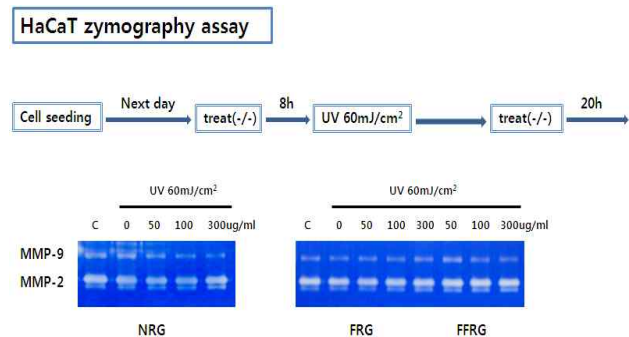 HaCaT zymography assay
Next day 8h 20h
Cell seeding treat(-/-) UV 60mJ/cm² treat(-/-)
UV 60mJ/cm² UV 60mJ/cm²
C 0 50 100 300ug/ml C 0 50 100 300 50 100 300ug/ml
MMP-9
MMP-2
NRG FRG FFRG